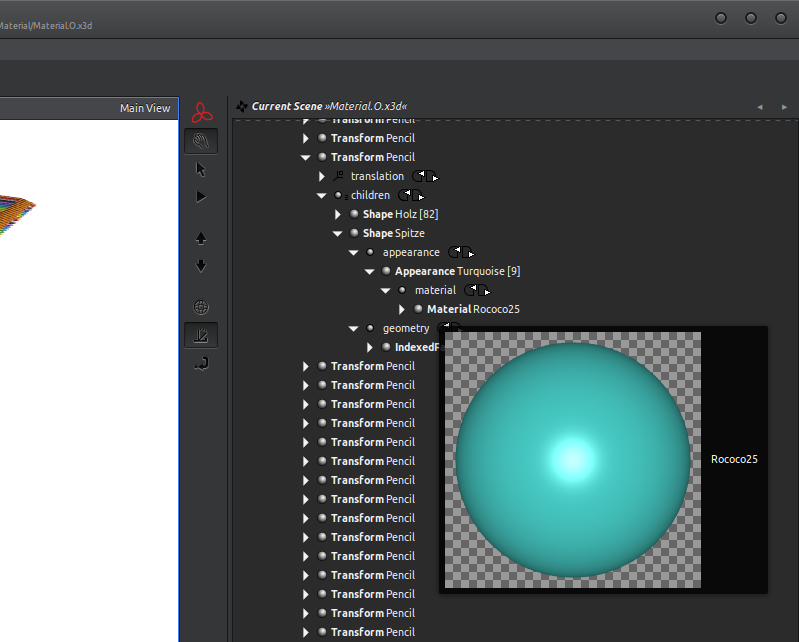 Material/Material.O.x3d
Main View
Current Scene »Material.O.x3d«
Transform Pencil
Transform Pencil
Transform Pencil
translation
children
Shape Holz [82]
Shape Spitze
appearance
Appearance Turquoise [9]
material
Material Rococo25
geometry
IndexedF
Transform Pencil
Transform Pencil
Transform Pencil
Transform Pencil
Transform Pencil
Rococo25
Transform Pencil
Transform Pencil
Transform Pencil
Transform Pencil
Transform Pencil
Transform Pencil
Transform Pencil
Transform Pencil
Transform Pencil
Transform Pencil